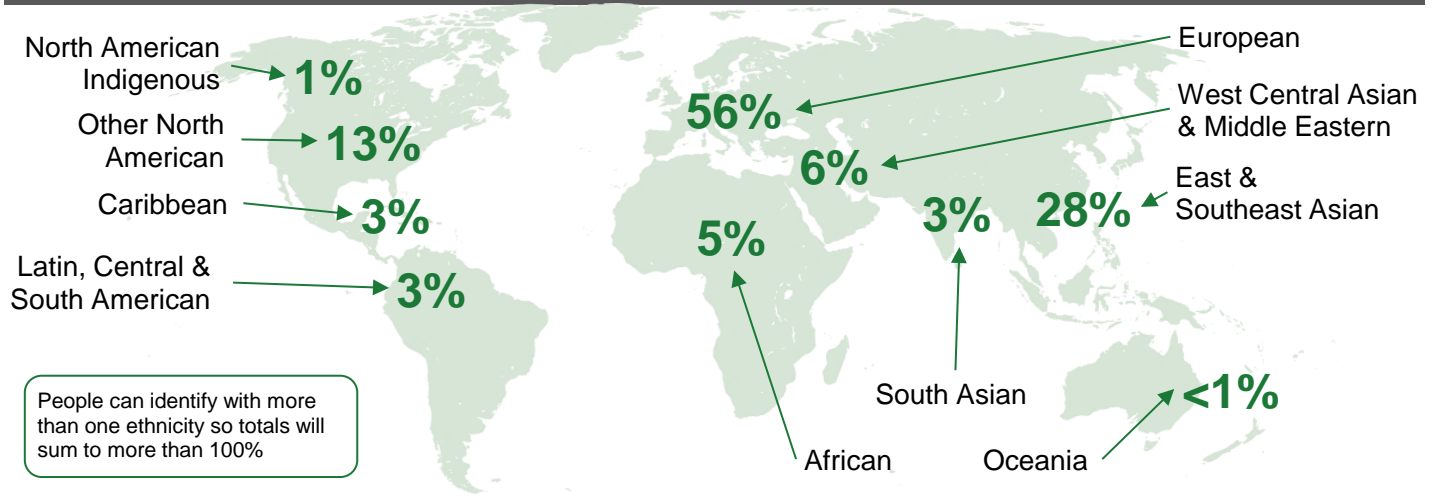 North American
Indigenous
1%
Other North
American
13%
Caribbean
3%
Latin, Central &
South American
3%
European
56%
West Central Asian
& Middle Eastern
6%
East &
Southeast Asian
28%
3%
South Asian
5%
African
<1%
Oceania
People can identify with more
than one ethnicity so totals will
sum to more than 100%